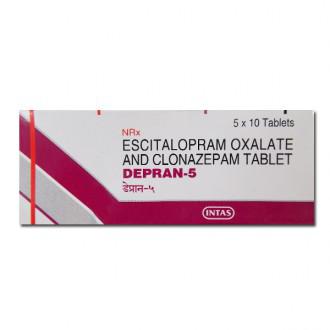 5 x 10 Tablets
NRx
ESCITALOPRAM OXALATE
AND CLONAZEPAM TABLET
DEPRAN-5
डेप्रान-५
INTAS